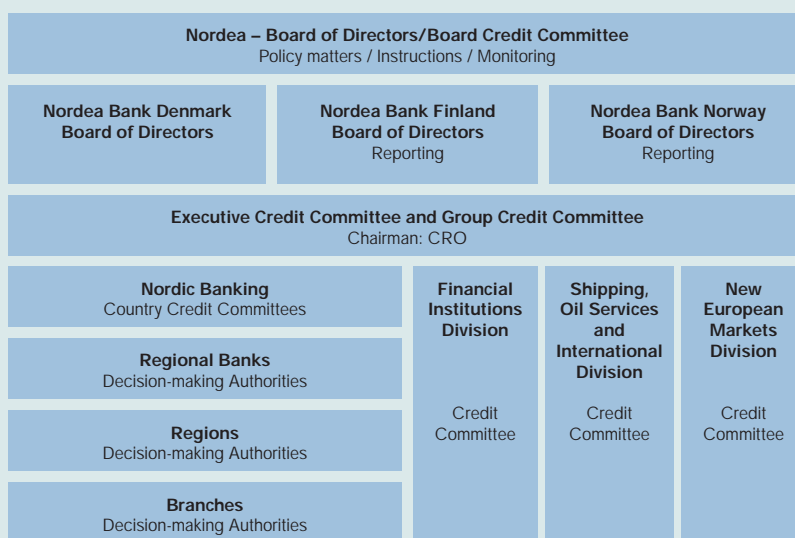 Nordea – Board of Directors/Board Credit Committee
Policy matters / Instructions / Monitoring
Nordea Bank Denmark
Board of Directors
Nordea Bank Finland
Board of Directors
Reporting
Nordea Bank Norway
Board of Directors
Reporting
Executive Credit Committee and Group Credit Committee
Chairman: CRO
Nordic Banking
Country Credit Committees
Regional Banks
Decision-making Authorities
Regions
Decision-making Authorities
Branches
Decision-making Authorities
Financial
Institutions
Division
Credit
Committee
Shipping,
Oil Services
and
International
Division
Credit
Committee
New
European
Markets
Division
Credit
Committee